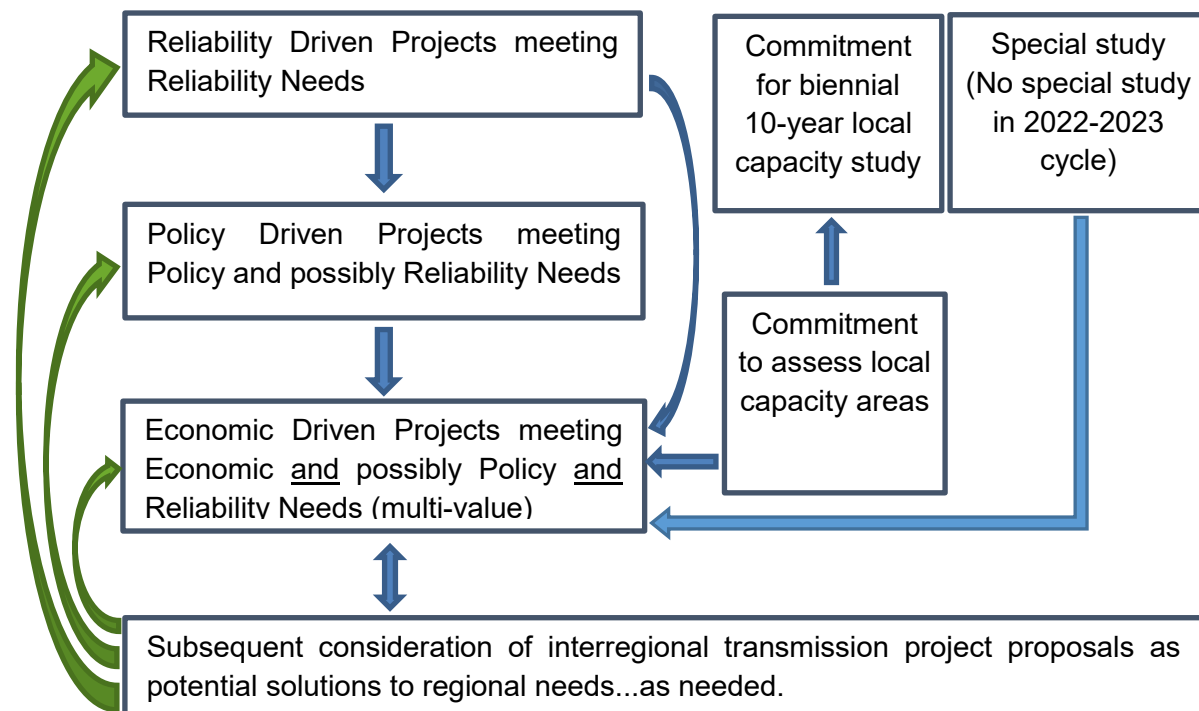 Reliability Driven Projects meeting
Reliability Needs
Commitment
for biennial
10-year local
capacity study
Special study
(No special study
in 2022-2023
cycle)
Policy Driven Projects meeting
Policy and possibly Reliability Needs
Commitment
to assess local
capacity areas
Economic Driven Projects meeting
Economic and possibly Policy and
Reliability Needs (multi-value)
Subsequent consideration of interregional transmission project proposals as
potential solutions to regional needs...as needed.